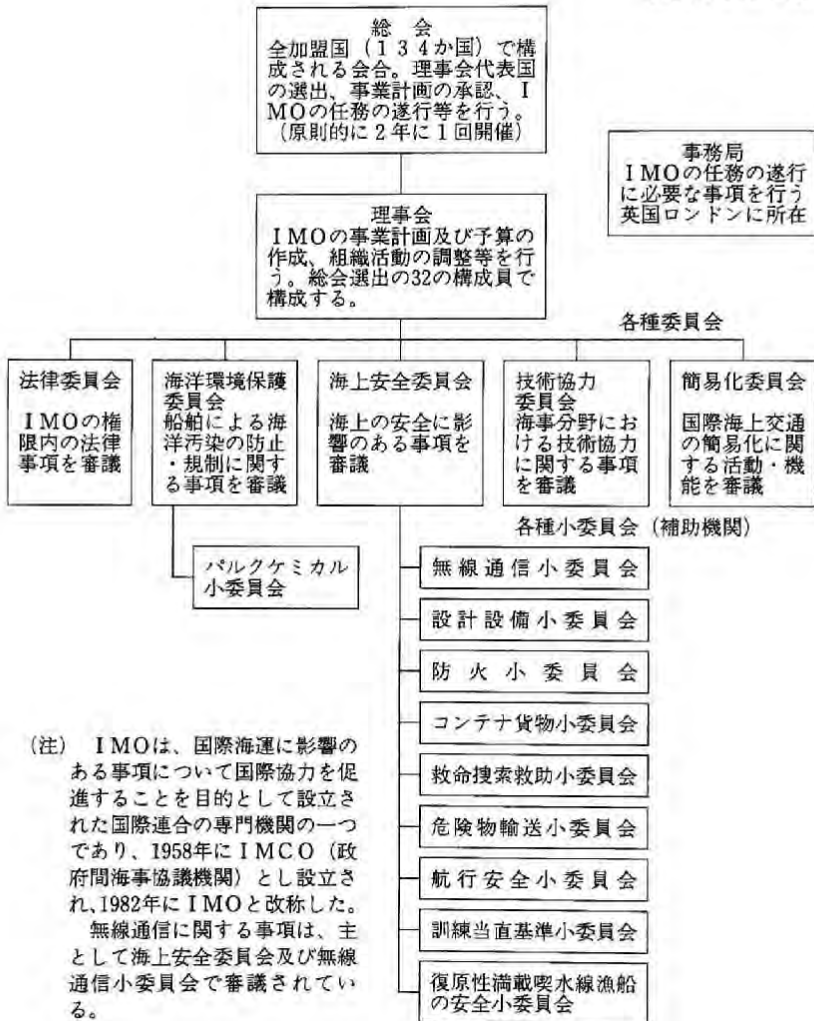 総 会
全加盟国(134か国)で構
成される会合。理事会代表国
の選出、事業計画の承認、I
MOの任務の遂行等を行う。
(原則的に2年に1回開催)
事務局
IMOの任務の遂行
に必要な事項を行う
英国ロンドンに所在
理事会
IMOの事業計画及び予算の
作成、組織活動の調整等を行
う。総会選出の32の構成員で
構成する。
各種委員会
法律委員会
IMOの権
限内の法律
事項を審議
海洋環境保護
委員会
船舶による海
洋汚染の防止
・規制に関す
る事項を審議
海上安全委員会
海上の安全に影
響のある事項を
審議
技術協力
委員会
海事分野にお
ける技術協力
に関する事項
を審議
簡易化委員会
国際海上交通
の簡易化に関
する活動・機
能を審議
各種小委員会(補助機関)
バルクケミカル
小委員会
無線通信小委員会
設計設備小委員会
防火小委員会
コンテナ貨物小委員会
救命捜索救助小委員会
危険物輸送小委員会
航行安全小委員会
訓練当直基準小委員会
復原性満載喫水線漁船
の安全小委員会
(注) IMOは、国際海運に影響の
ある事項について国際協力を促
進することを目的として設立さ
れた国際連合の専門機関の一つ
であり、1958年にIMCO(政
府間海事協議機関)とし設立さ
れ、1982年にIMOと改称した。
無線通信に関する事項は、主
として海上安全委員会及び無線
通信小委員会で審議されてい
る。